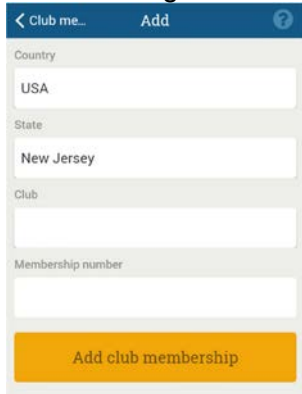 Club me... Add ?
Country
USA
State
New Jersey
Club
Membership number
Add club membership